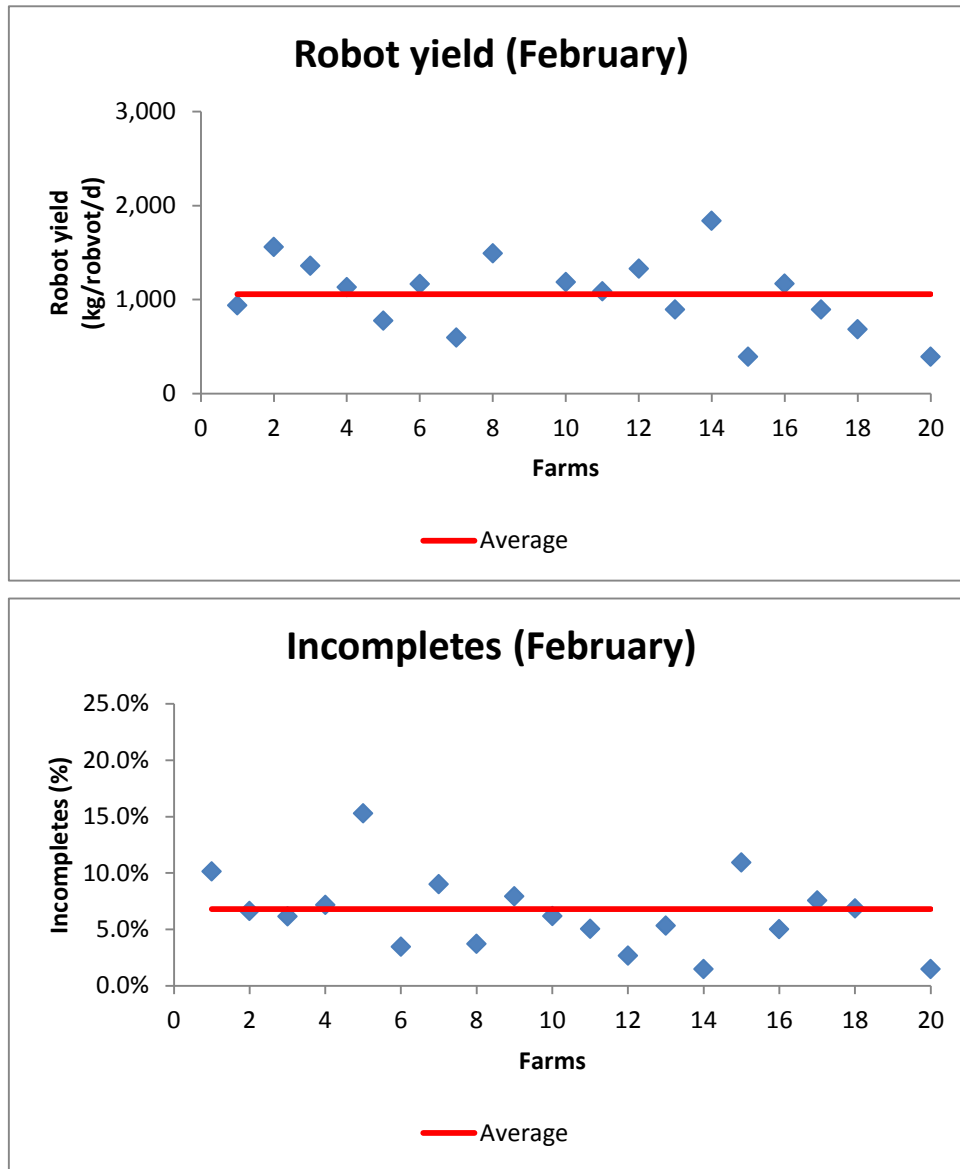 Robot yield (February)
3,000
2,000
1,000
0
Robot yield
(kg/robvot/d)
0 2 4 6 8 10 12 14 16 18 20
Farms
Average
Incompletes (February)
25.0%
20.0%
15.0%
10.0%
5.0%
0.0%
Incompletes (%)
0 2 4 6 8 10 12 14 16 18 20
Farms
Average